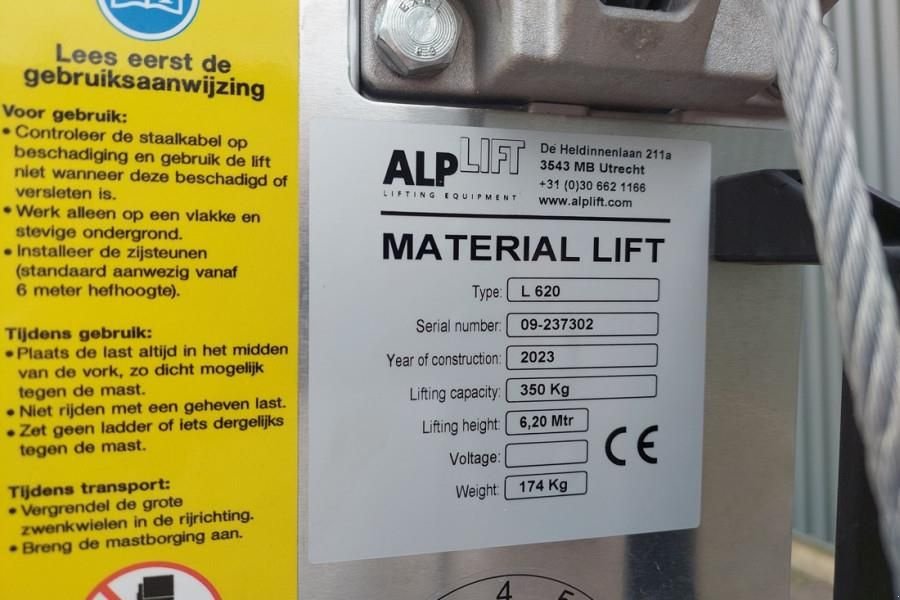 Lees eerst de
gebruiksaanwijzing
Voor gebruik:
• Controleer de staalkabel op
beschadiging en gebruik de lift
niet wanneer deze beschadigd of
versleten is.
• Werk alleen op een vlakke en
stevige ondergrond.
• Installeer de zijsteunen
(standaard aanwezig vanaf
6 meter hefhoogte).
Tijdens gebruik:
• Plaats de last altijd in het midden
van de vork, zo dicht mogelijk
tegen de mast.
• Niet rijden met een geheven last.
• Zet geen ladder of iets dergelijks
tegen de mast.
Tijdens transport:
• Vergrendel de grote
zwenkwielen in de rijrichting.
• Breng de mastborging aan.
ALPLIFT
LIFTING EQUIPMENT
De Heldinnenlaan 211a
3543 MB Utrecht
+31 (0)30 662 1166
www.alplift.com
MATERIAL LIFT
Type: L 620
Serial number: 09-237302
Year of construction: 2023
Lifting capacity: 350 Kg
Lifting height: 6,20 Mtr
Voltage:
Weight: 174 Kg
CE
4 5